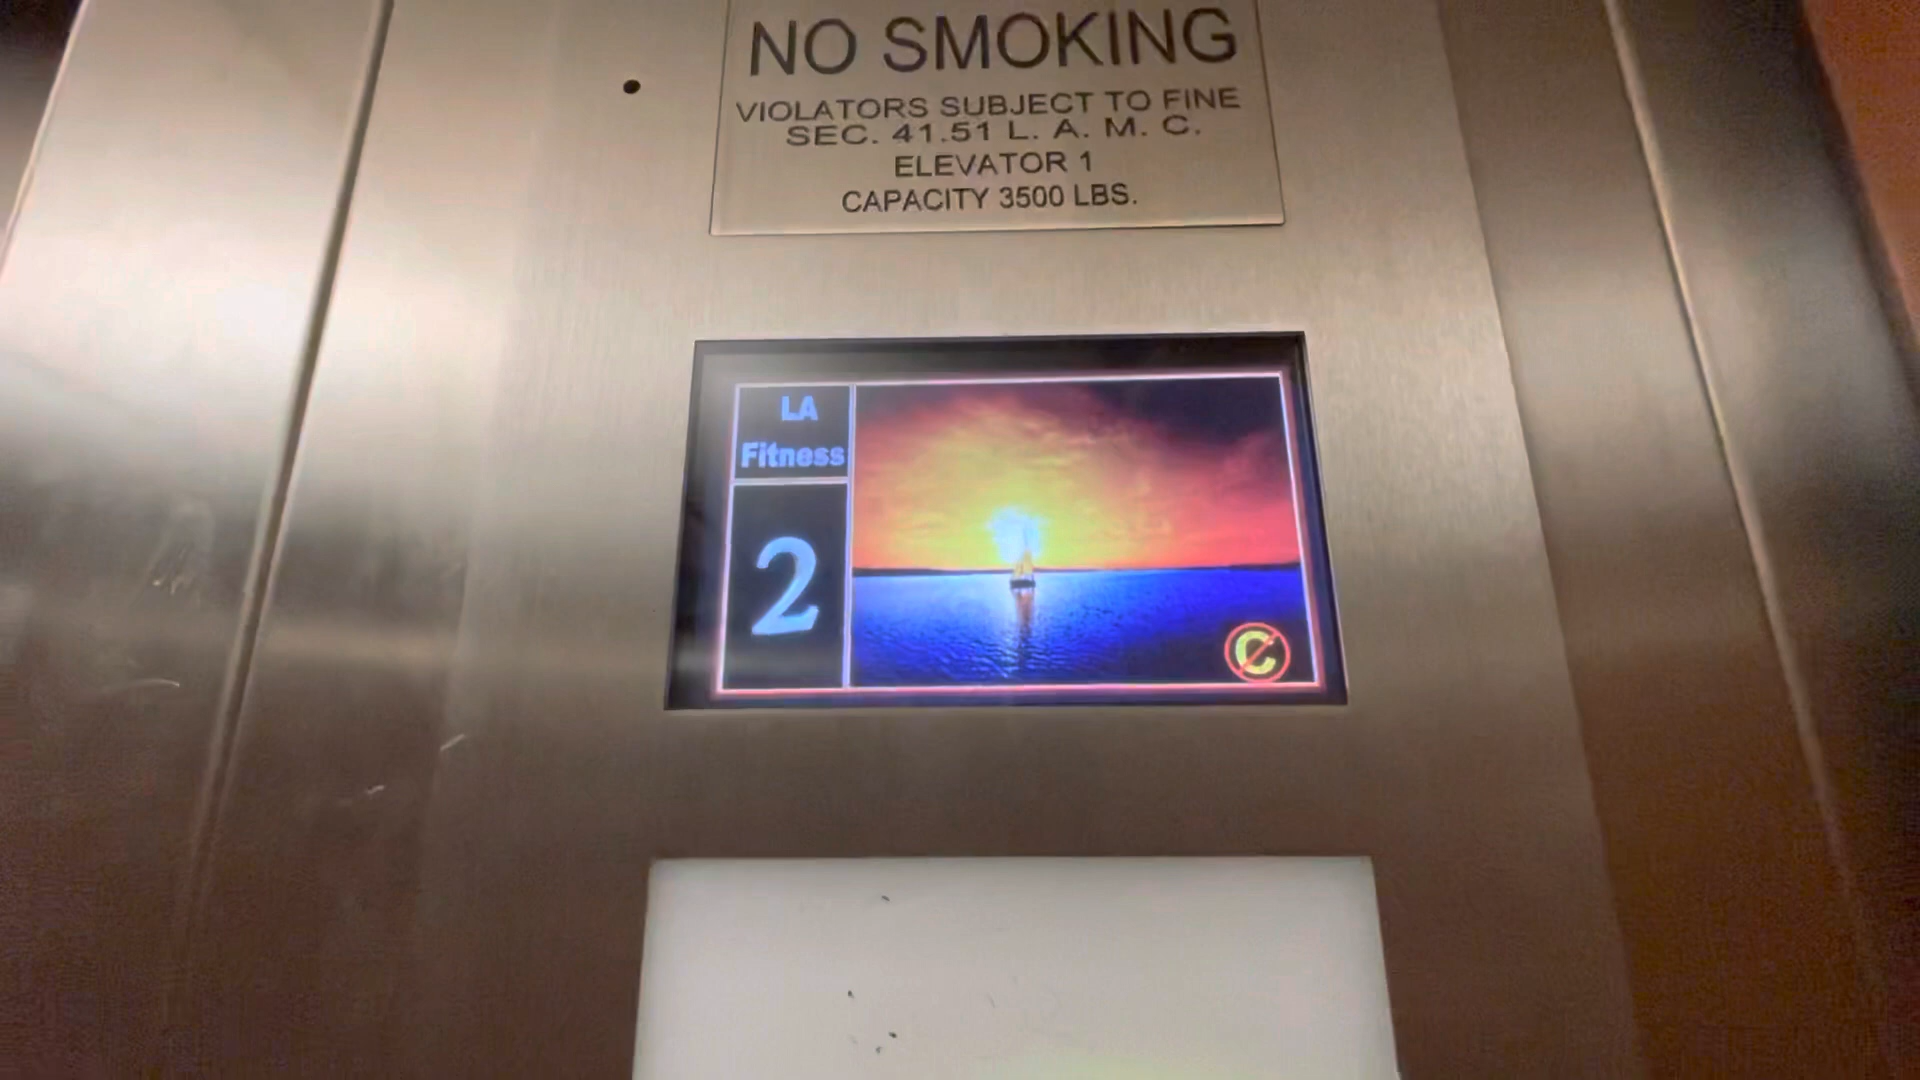 NO SMOKING
VIOLATORS SUBJECT TO FINE
SEC. 41.51 L. A. M. C.
ELEVATOR 1
CAPACITY 3500 LBS.
LA
Fitness
2
C